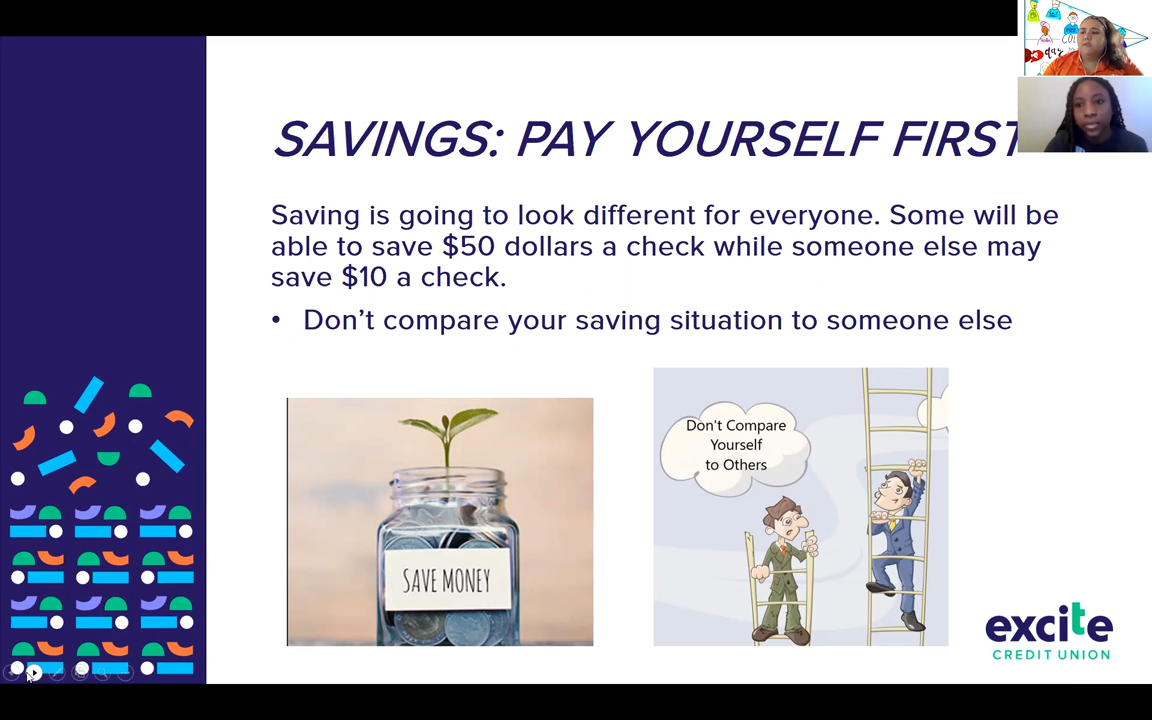 SAVINGS: PAY YOURSELF FIRST
Saving is going to look different for everyone. Some will be
able to save $50 dollars a check while someone else may
save $10 a check.
• Don’t compare your saving situation to someone else
SAVE MONEY
Don't Compare
Yourself
to Others
excite
CREDIT UNION